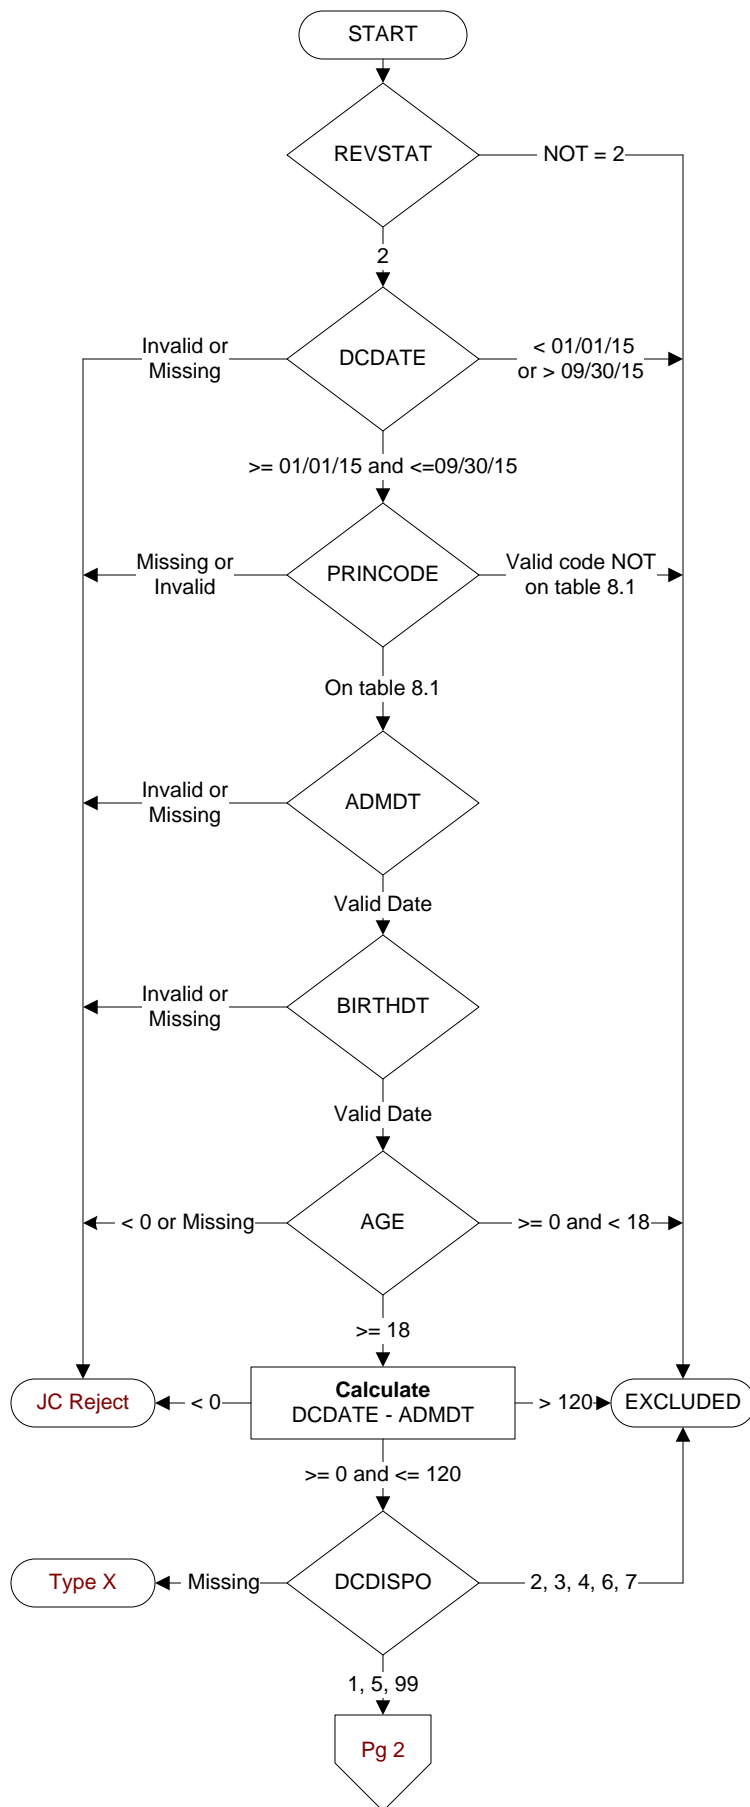 START
REVSTAT
NOT = 2
2
Invalid or
Missing
DCDATE
< 01/01/15
or > 09/30/15
>= 01/01/15 and <=09/30/15
Missing or
Invalid
PRINCODE
Valid code NOT
on table 8.1
On table 8.1
Invalid or
Missing
ADMDT
Valid Date
Invalid or
Missing
BIRTHDT
Valid Date
< 0 or Missing
AGE
>= 0 and < 18
>= 18
JC Reject
< 0
Calculate
DCDATE - ADMDT
> 120
EXCLUDED
>= 0 and <= 120
Type X
Missing
DCDISPO
2, 3, 4, 6, 7
1, 5, 99
Pg 2